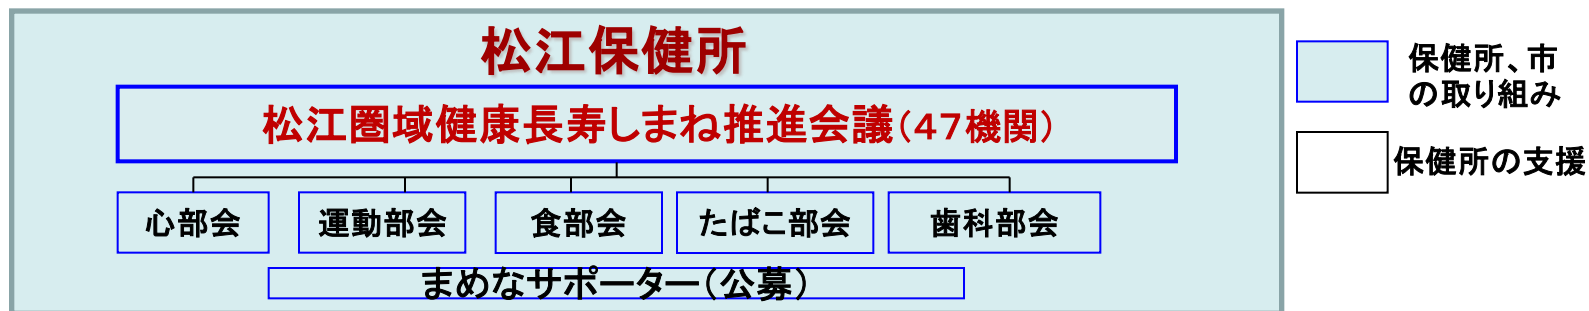 松江保健所
松江圏域健康長寿しまね推進会議（４７機関）
心部会
運動部会
食部会
たばこ部会
歯科部会
まめなサポーター（公募）
保健所、市
の取り組み
保健所の支援